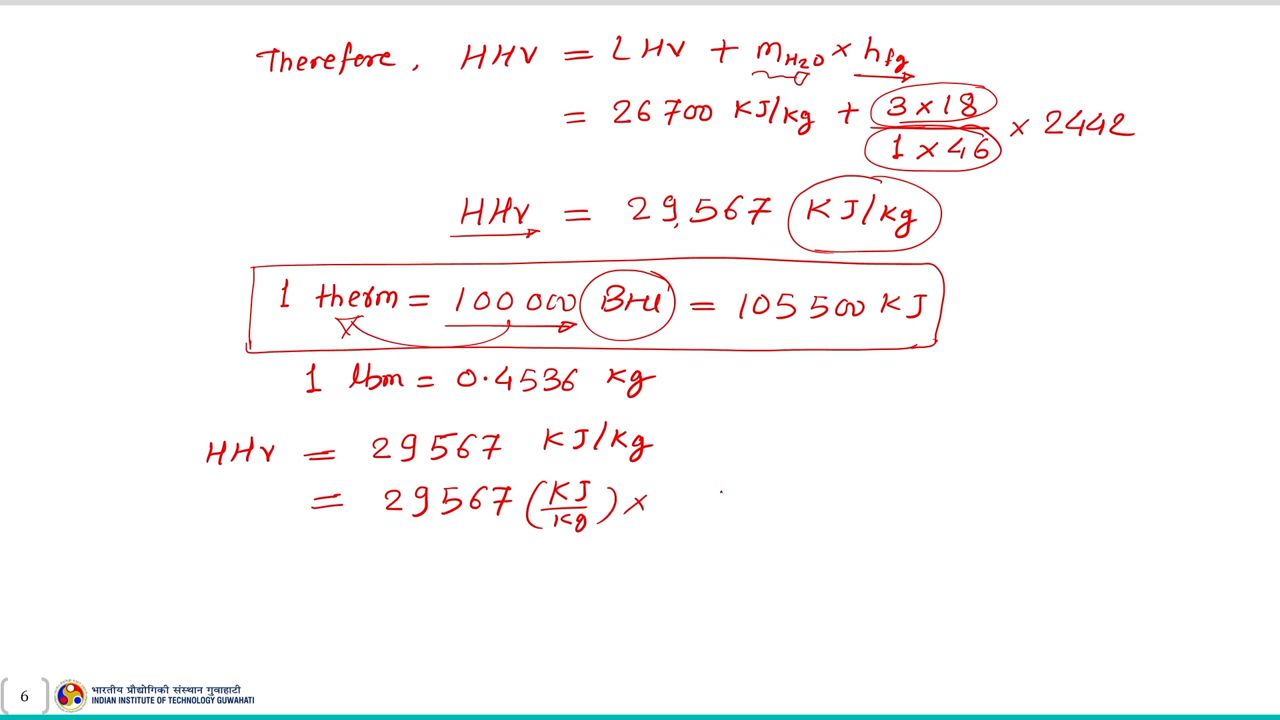 Therefore, HHV = LHV + mH2O × hfg
= 26700 KJ/kg + 3 × 18 / 1 × 46 × 2442
HHV = 29,567 KJ/kg
1 therm = 100 000 Btu = 105 500 KJ
1 lbm = 0.4536 kg
HHV = 29567 KJ/kg
= 29567 (KJ/kg) ×
6
भारतीय प्रौद्योगिकी संस्थान गुवाहाटी
INDIAN INSTITUTE OF TECHNOLOGY GUWAHATI